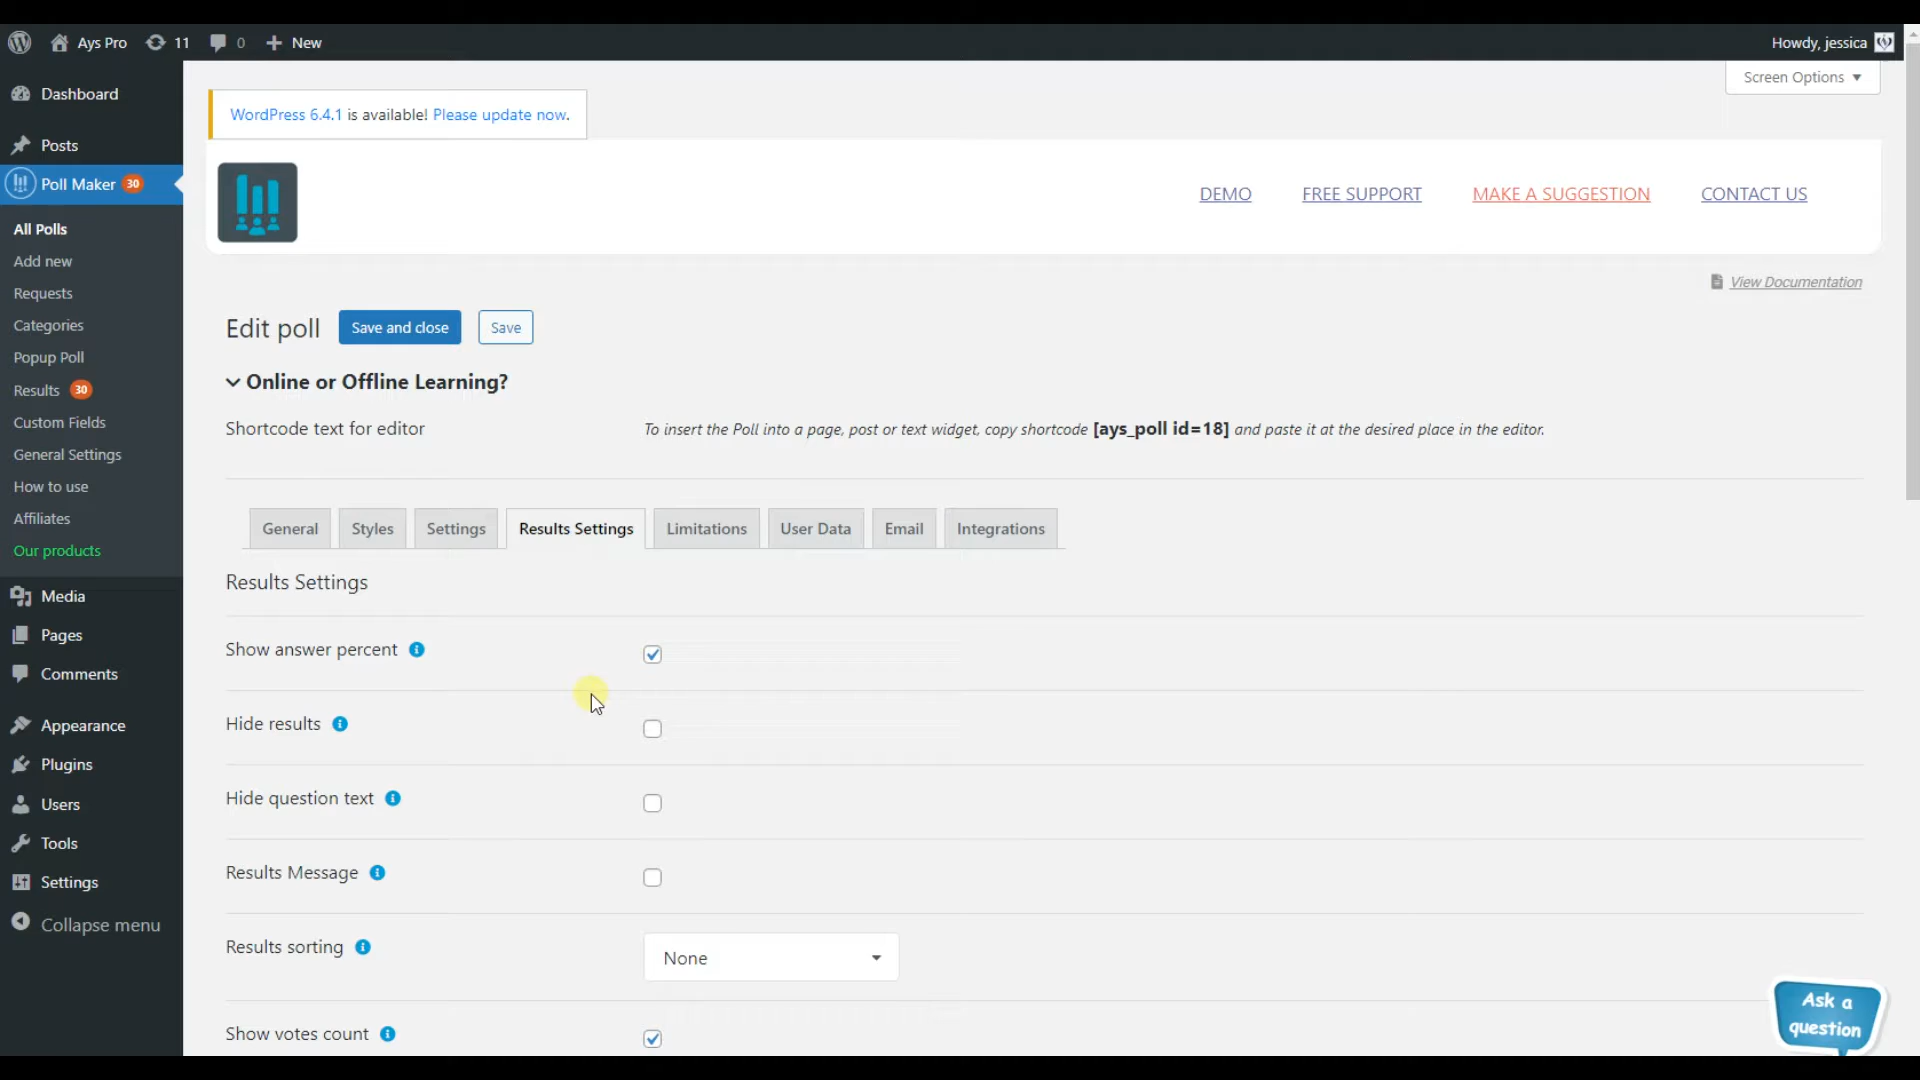 Ays Pro 11 0 New Howdy, jessica
Screen Options
Dashboard
Posts
Poll Maker 30
All Polls
Add new
Requests
Categories
Popup Poll
Results 30
Custom Fields
General Settings
How to use
Affiliates
Our products
Media
Pages
Comments
Appearance
Plugins
Users
Tools
Settings
Collapse menu
WordPress 6.4.1 is available! Please update now.
DEMO FREE SUPPORT MAKE A SUGGESTION CONTACT US
View Documentation
Edit poll Save and close Save
Online or Offline Learning?
Shortcode text for editor To insert the Poll into a page, post or text widget, copy shortcode [ays_poll id=18] and paste it at the desired place in the editor.
General Styles Settings Results Settings Limitations User Data Email Integrations
Results Settings
Show answer percent
Hide results
Hide question text
Results Message
Results sorting None
Show votes count
Ask a
question